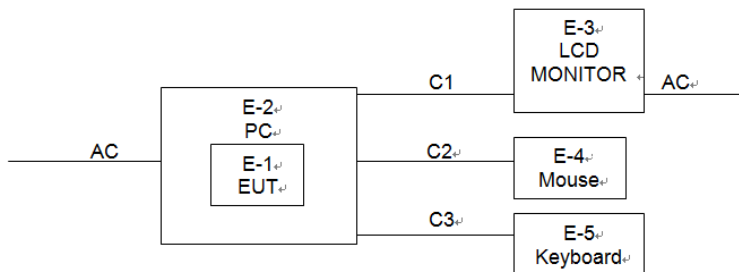 E-3
LCD
MONITOR
C1
AC
E-2
PC
AC
E-1
EUT
C2
E-4
Mouse
C3
E-5
Keyboard